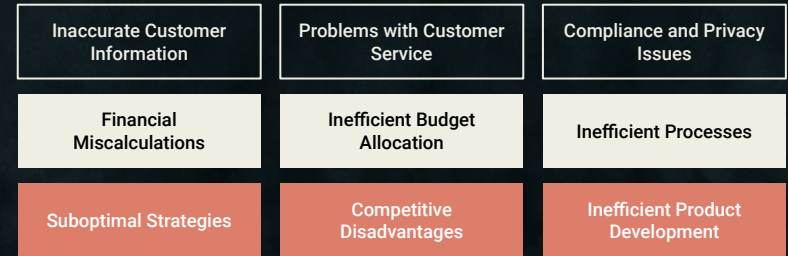 Inaccurate Customer
Information
Problems with Customer
Service
Compliance and Privacy
Issues
Financial
Miscalculations
Inefficient Budget
Allocation
Inefficient Processes
Suboptimal Strategies
Competitive
Disadvantages
Inefficient Product
Development